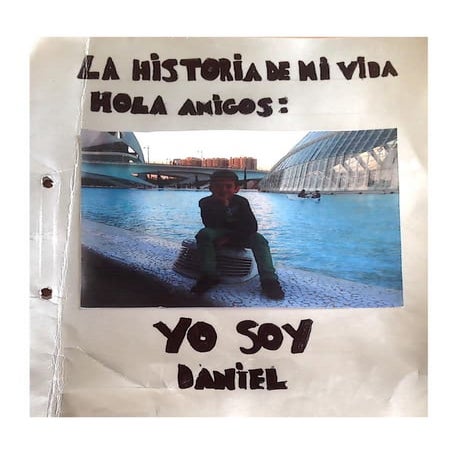 LA HISTORIA DE MI VIDA
HOLA AMIGOS:
YO SOY
DANIEL